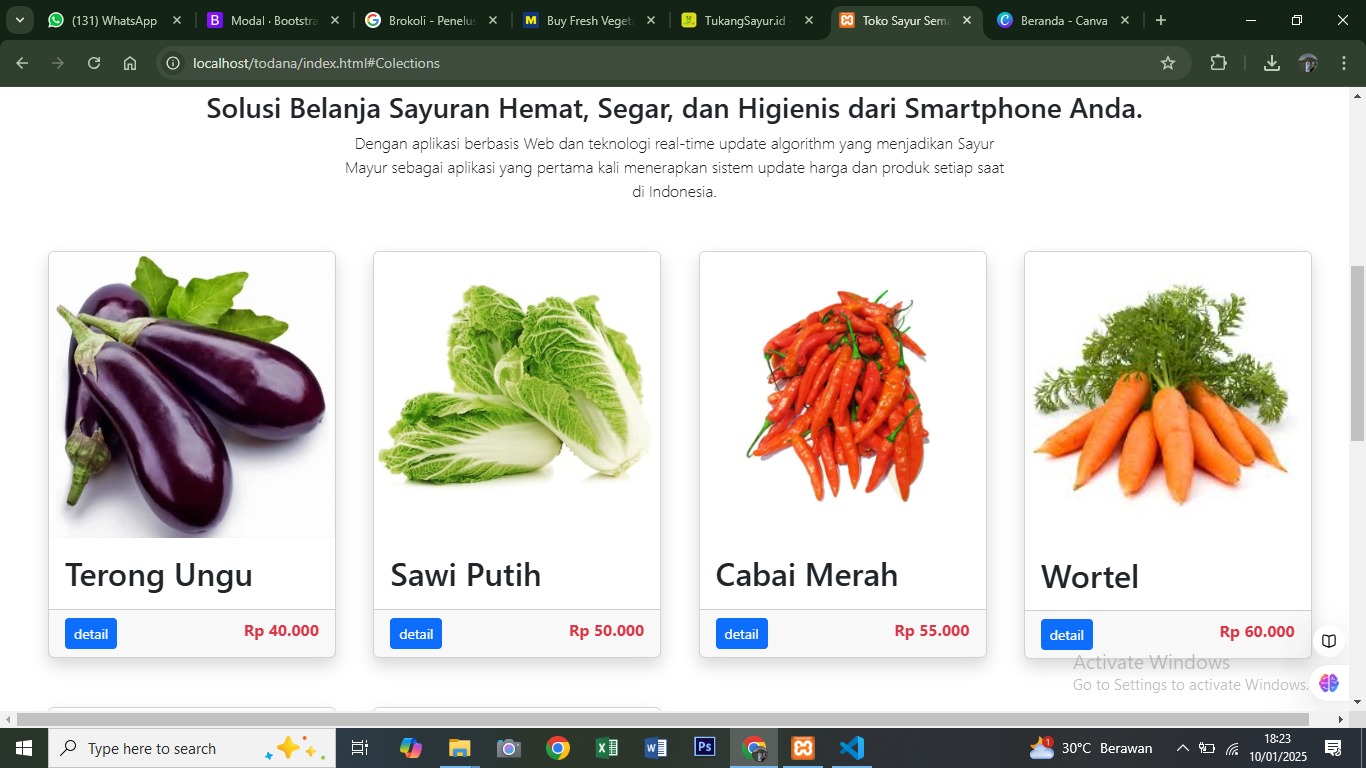 (131) WhatsApp
Modal · Bootstra
Brokoli - Penelus
Buy Fresh Vegeta
TukangSayur.id -
Toko Sayur Sema
Beranda - Canva
localhost/todana/index.html#Colections
Solusi Belanja Sayuran Hemat, Segar, dan Higienis dari Smartphone Anda.
Dengan aplikasi berbasis Web dan teknologi real-time update algorithm yang menjadikan Sayur
Mayur sebagai aplikasi yang pertama kali menerapkan sistem update harga dan produk setiap saat
di Indonesia.
Terong Ungu
detail
Rp 40.000
Sawi Putih
detail
Rp 50.000
Cabai Merah
detail
Rp 55.000
Wortel
detail
Rp 60.000
Activate Windows
Go to Settings to activate Windows.
Type here to search
Ps
1
30°C Berawan
18:23
10/01/2025